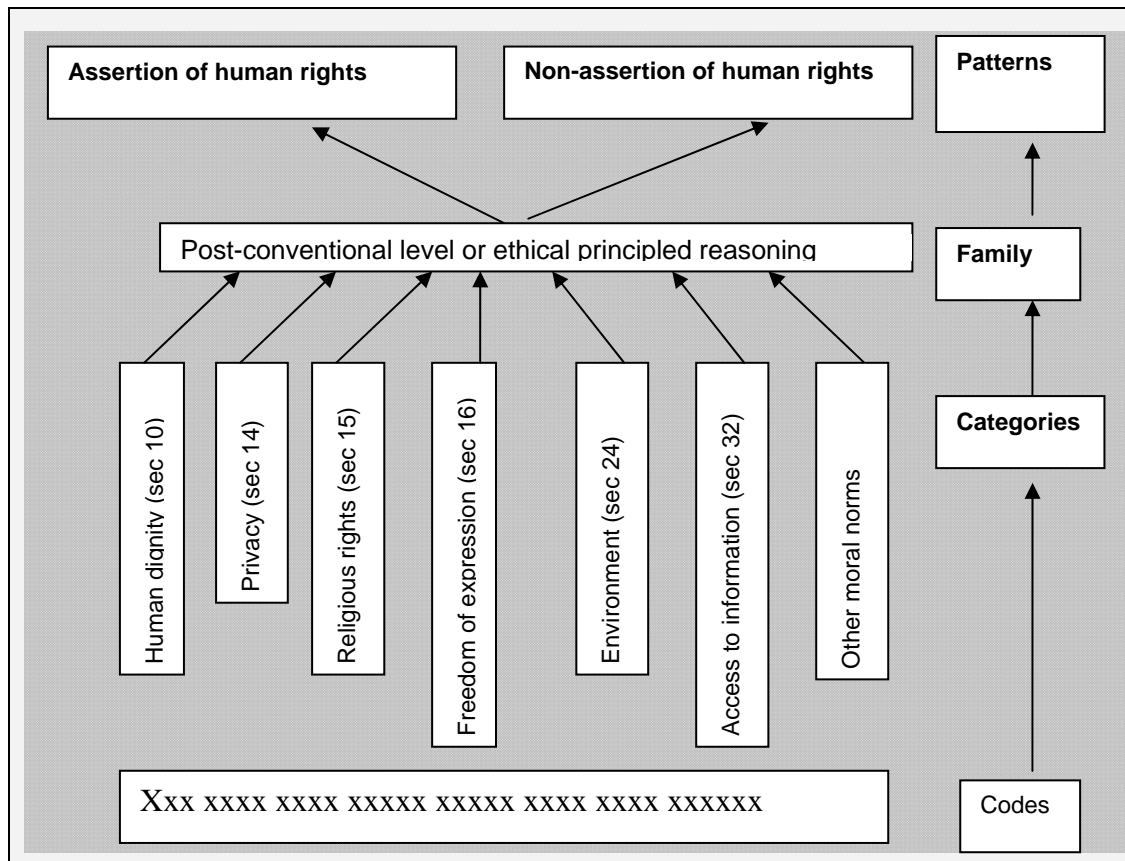 Assertion of human rights
Non-assertion of human rights
Patterns
Post-conventional level or ethical principled reasoning
Family
Human dignity (sec 10)
Privacy (sec 14)
Religious rights (sec 15)
Freedom of expression (sec 16)
Environment (sec 24)
Access to information (sec 32)
Other moral norms
Categories
Xxx xxxx xxxx xxxxx xxxxx xxxx xxxx xxxxxx
Codes